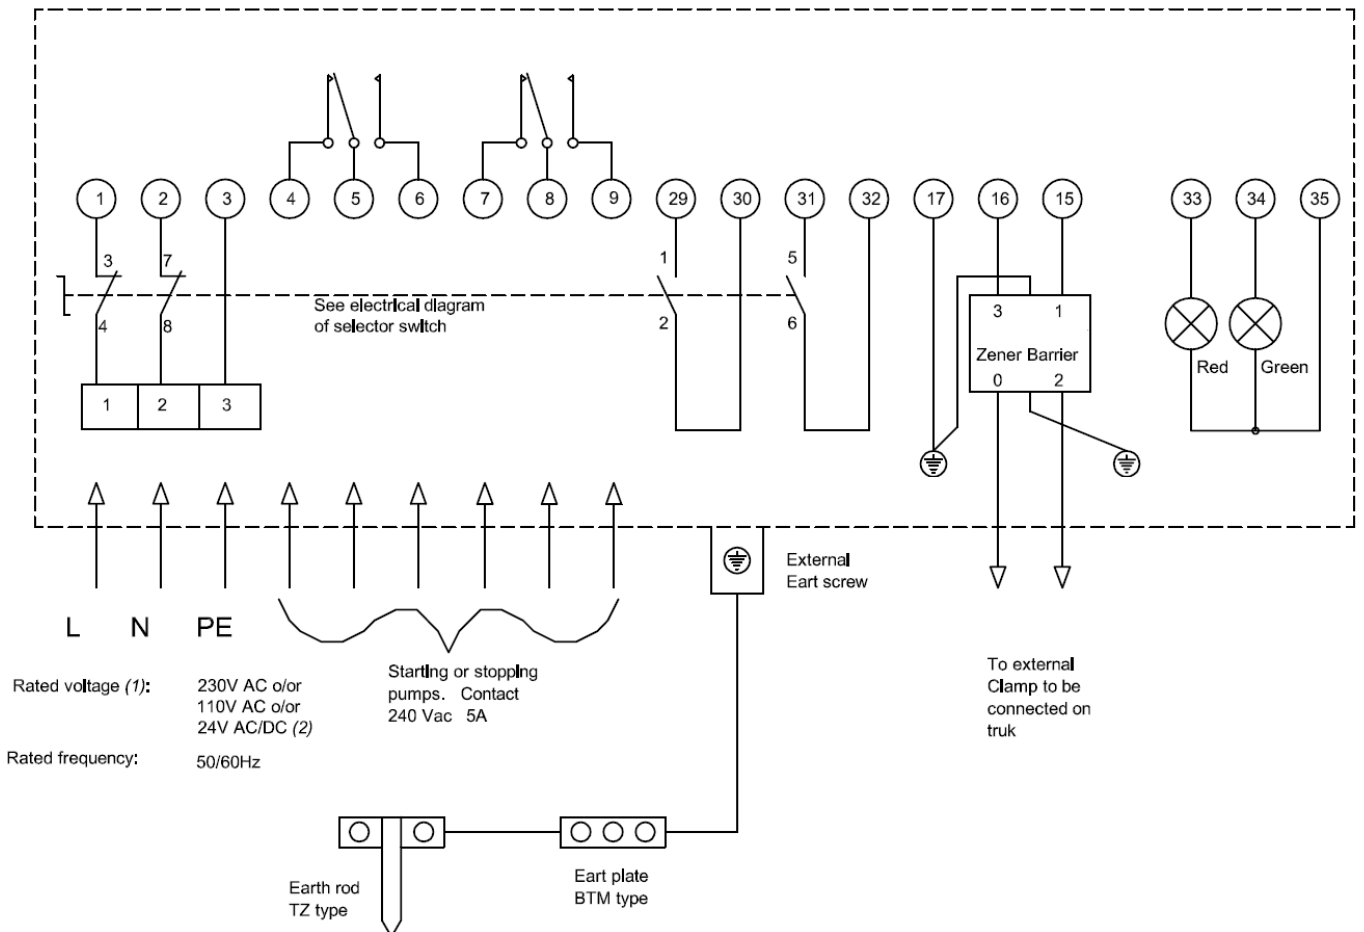 1 2 3 4 5 6 7 8 9 29 30 31 32 17 16 15 33 34 35
3 7 1 5
See electrical diagram
of selector switch
4 8 2 6
3 1
Zener Barrier
0 2
Red Green
1 2 3
External
Eart screw
L N PE
Rated voltage (1): 230V AC o/or
110V AC o/or
24V AC/DC (2)
Rated frequency: 50/60Hz
Starting or stopping
pumps. Contact
240 Vac 5A
To external
Clamp to be
connected on
truk
Earth rod
TZ type
Eart plate
BTM type